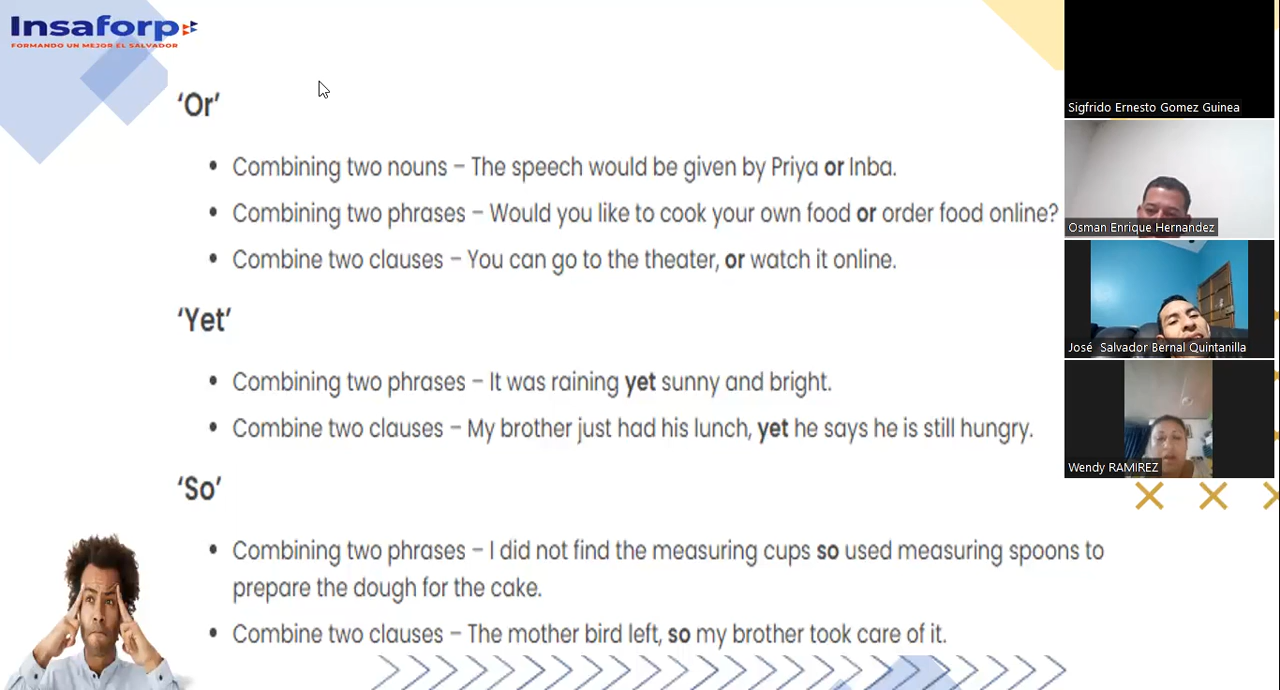 Insaforp
FORMANDO UN MEJOR EL SALVADOR
‘Or’
• Combining two nouns – The speech would be given by Priya or Inba.
• Combining two phrases – Would you like to cook your own food or order food online?
• Combine two clauses – You can go to the theater, or watch it online.
‘Yet’
• Combining two phrases – It was raining yet sunny and bright.
• Combine two clauses – My brother just had his lunch, yet he says he is still hungry.
‘So’
• Combining two phrases – I did not find the measuring cups so used measuring spoons to
prepare the dough for the cake.
• Combine two clauses – The mother bird left, so my brother took care of it.
Sigfrido Ernesto Gomez Guinea
Osman Enrique Hernandez
José Salvador Bernal Quintanilla
Wendy RAMIREZ